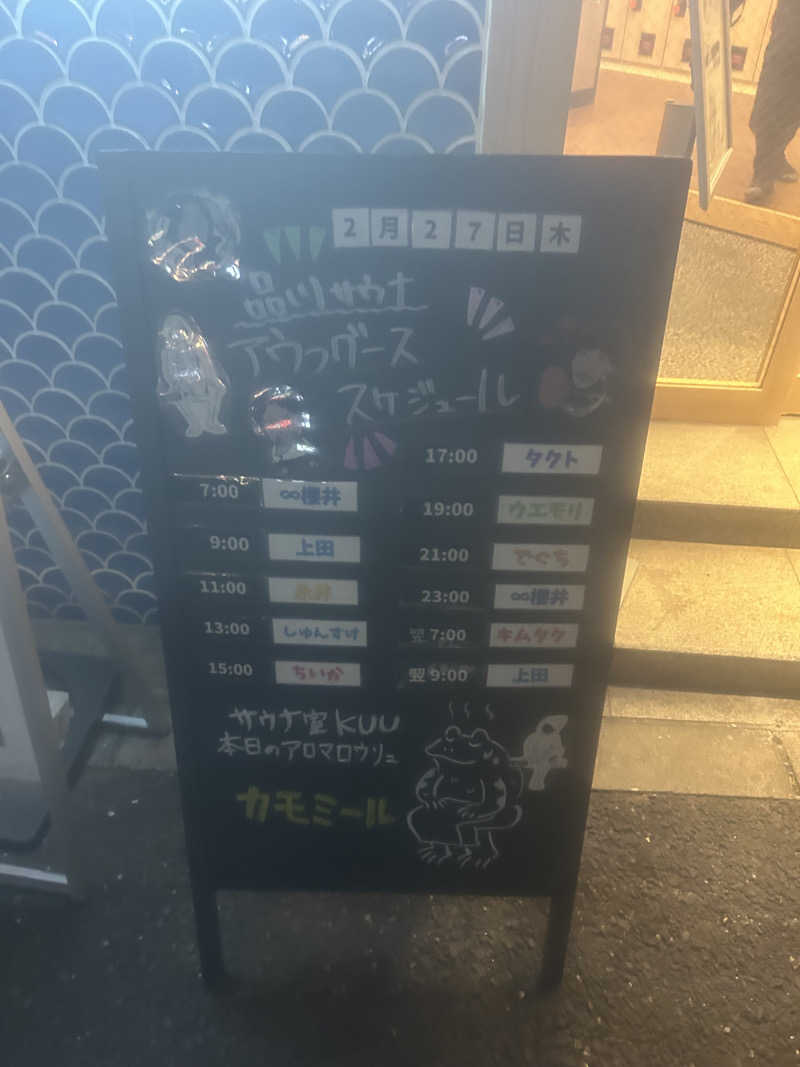 2月27日木
品川サウナ
アウフグース
スケジュール
7:00 ∞櫻井
9:00 上田
11:00 永井
13:00 しゅんすけ
15:00 ちいか
17:00 タクト
19:00 ウエモリ
21:00 でぐち
23:00 ∞櫻井
翌7:00 キムタク
翌9:00 上田
サウナ室KUU
本日のアロマロウリュ
カモミール